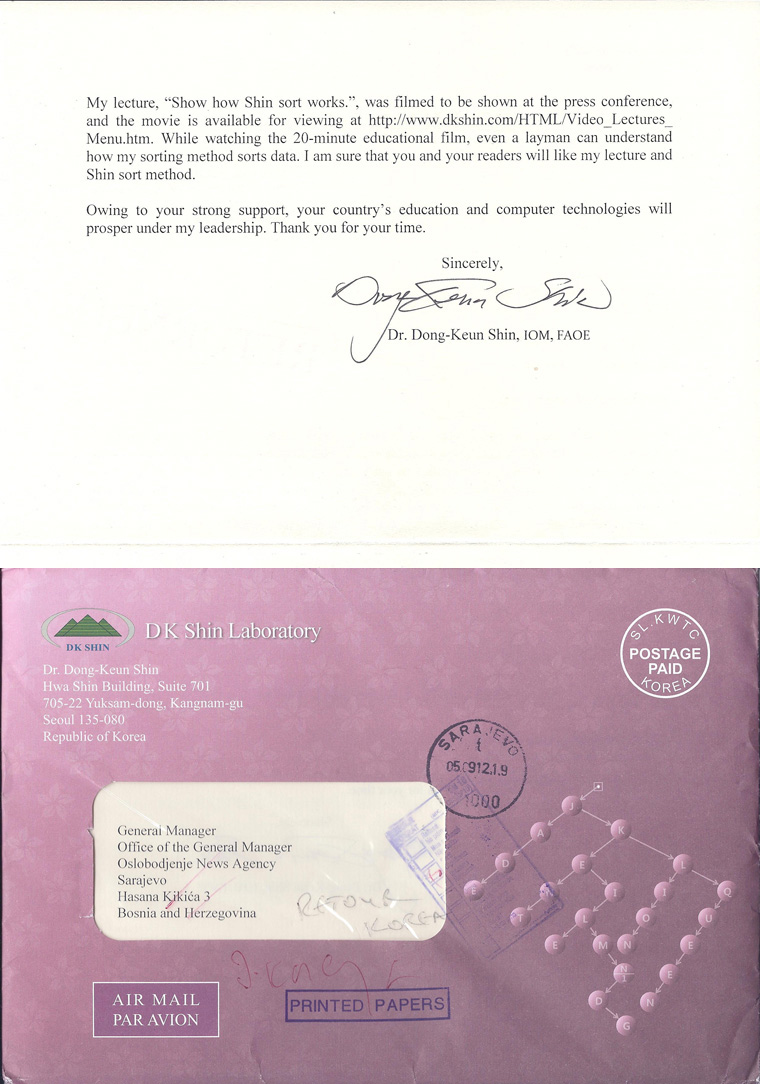 My lecture, “Show how Shin sort works.”, was filmed to be shown at the press conference,
and the movie is available for viewing at http://www.dkshin.com/HTML/Video_Lectures_
Menu.htm. While watching the 20-minute educational film, even a layman can understand
how my sorting method sorts data. I am sure that you and your readers will like my lecture and
Shin sort method.
Owing to your strong support, your country’s education and computer technologies will
prosper under my leadership. Thank you for your time.
Sincerely,
Dong-Keun Shin
Dr. Dong-Keun Shin, IOM, FAOE
DK SHIN
DK Shin Laboratory
Dr. Dong-Keun Shin
Hwa Shin Building, Suite 701
705-22 Yuksam-dong, Kangnam-gu
Seoul 135-080
Republic of Korea
SL.KWTC
POSTAGE
PAID
KOREA
SARAJEVO
1000
General Manager
Office of the General Manager
Oslobodjenje News Agency
Sarajevo
Hasana Kikića 3
Bosnia and Herzegovina
RETOUR
KOREA
AIR MAIL
PAR AVION
PRINTED PAPERS
J
A K
D E
E I Q
T L O U
E M N E
E
D N
G